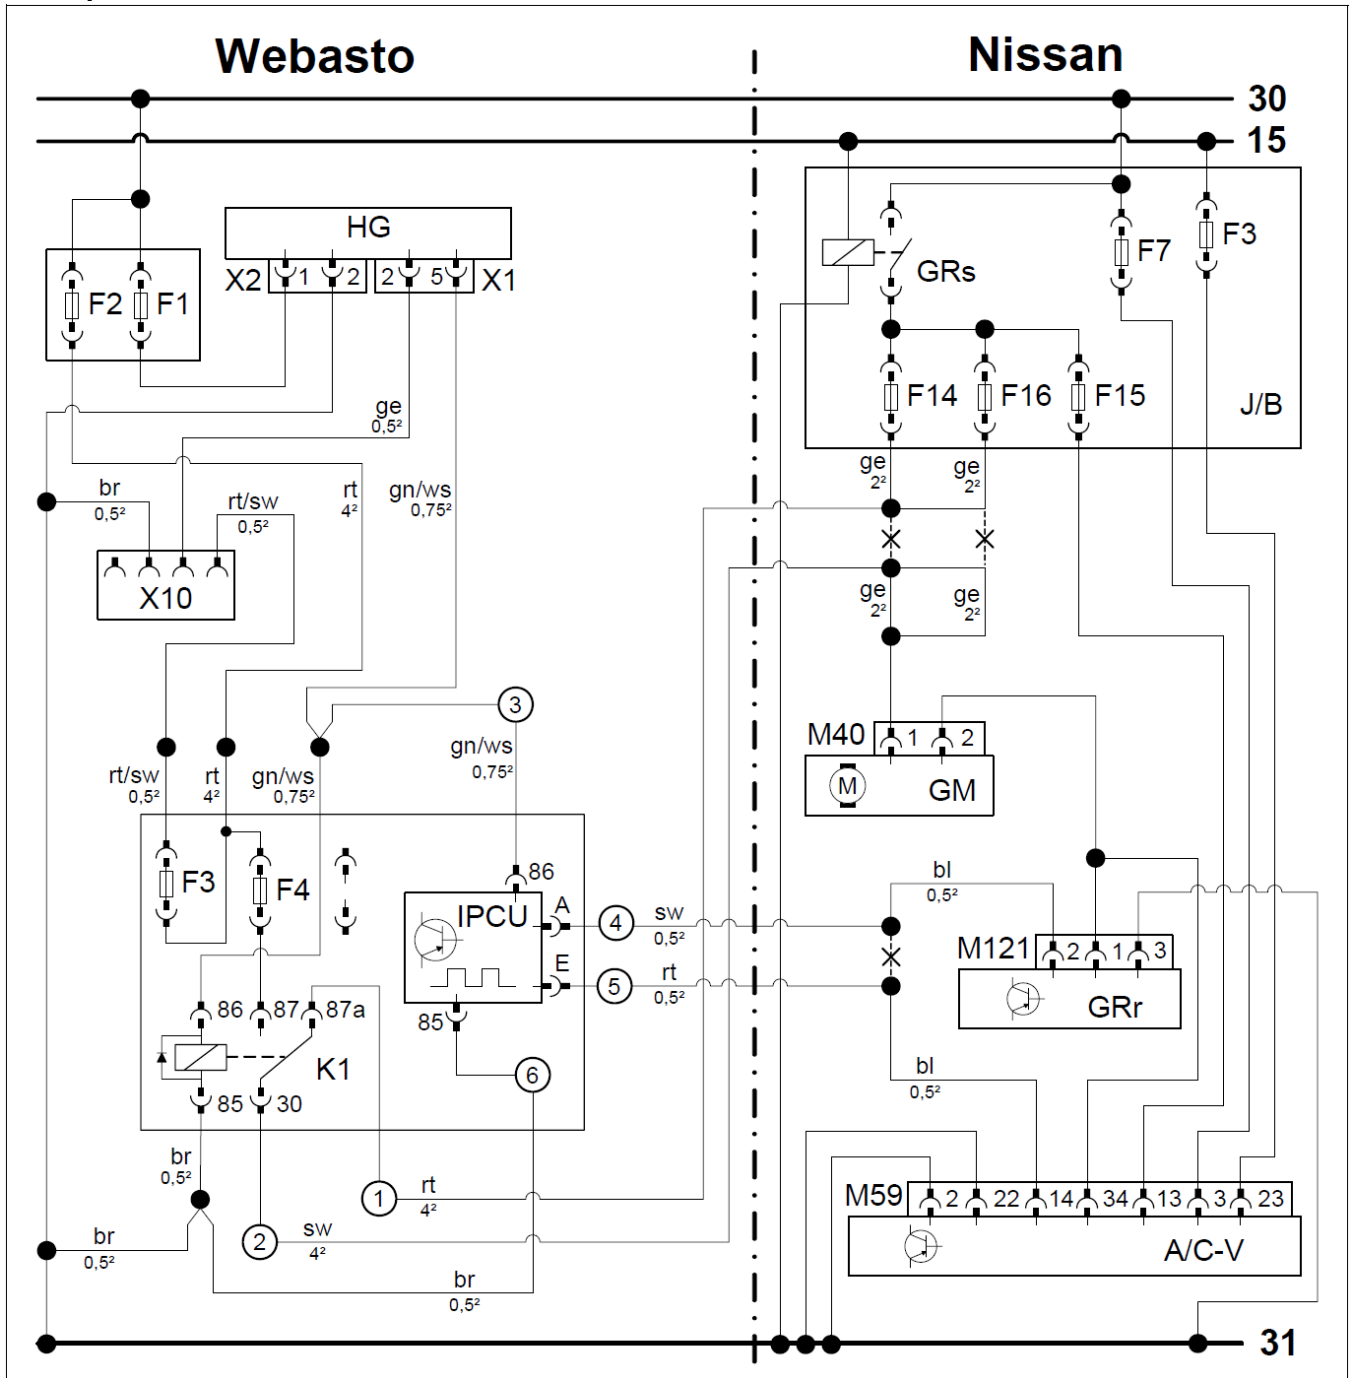 Webasto
Nissan
30
15
HG
X2
1
2
2
5
X1
F2
F1
F7
F3
GRs
F14
F16
F15
J/B
ge
0,5²
br
0,5²
rt/sw
0,5²
rt
4²
gn/ws
0,75²
ge
2²
ge
2²
X10
ge
2²
ge
2²
3
gn/ws
0,75²
rt/sw
0,5²
rt
4²
gn/ws
0,75²
M40
1
2
M
GM
F3
F4
86
IPCU
A
4
sw
0,5²
E
5
rt
0,5²
85
6
bl
0,5²
M121
2
1
3
GRr
86
87
87a
K1
85
30
bl
0,5²
br
0,5²
1
rt
4²
2
sw
4²
br
0,5²
br
0,5²
M59
2
22
14
34
13
3
23
A/C-V
31